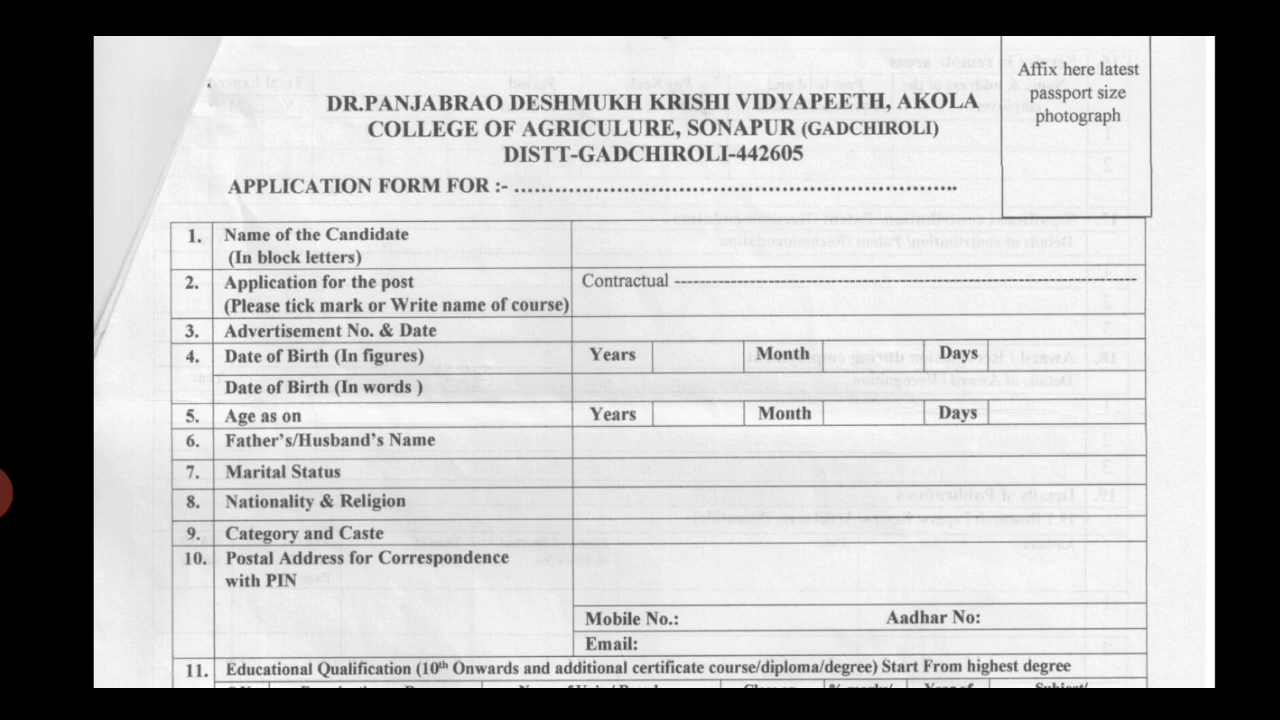 Affix here latest
passport size
photograph
DR.PANJABRAO DESHMUKH KRISHI VIDYAPEETH, AKOLA
COLLEGE OF AGRICULURE, SONAPUR (GADCHIROLI)
DISTT-GADCHIROLI-442605
APPLICATION FORM FOR :- ..................................................................
1. Name of the Candidate
(In block letters)
2. Application for the post Contractual --------------------------------------------------------------------------------
(Please tick mark or Write name of course)
3. Advertisement No. & Date
4. Date of Birth (In figures) Years Month Days
Date of Birth (In words )
5. Age as on Years Month Days
6. Father's/Husband's Name
7. Marital Status
8. Nationality & Religion
9. Category and Caste
10. Postal Address for Correspondence
with PIN
Mobile No.: Aadhar No:
Email:
11. Educational Qualification (10th Onwards and additional certificate course/diploma/degree) Start From highest degree